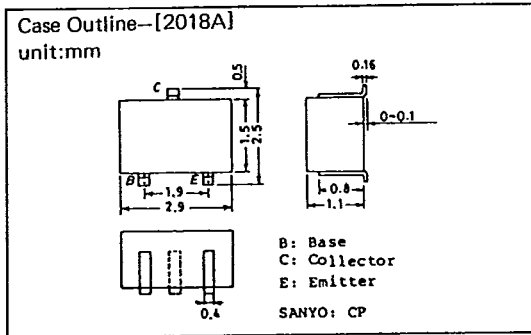 Case Outline–[2018A]
unit:mm
C
0.5
0.16
1.5
2.5
0–0.1
B
E
1.9
2.9
0.8
1.1
B: Base
C: Collector
E: Emitter
0.4
SANYO: CP